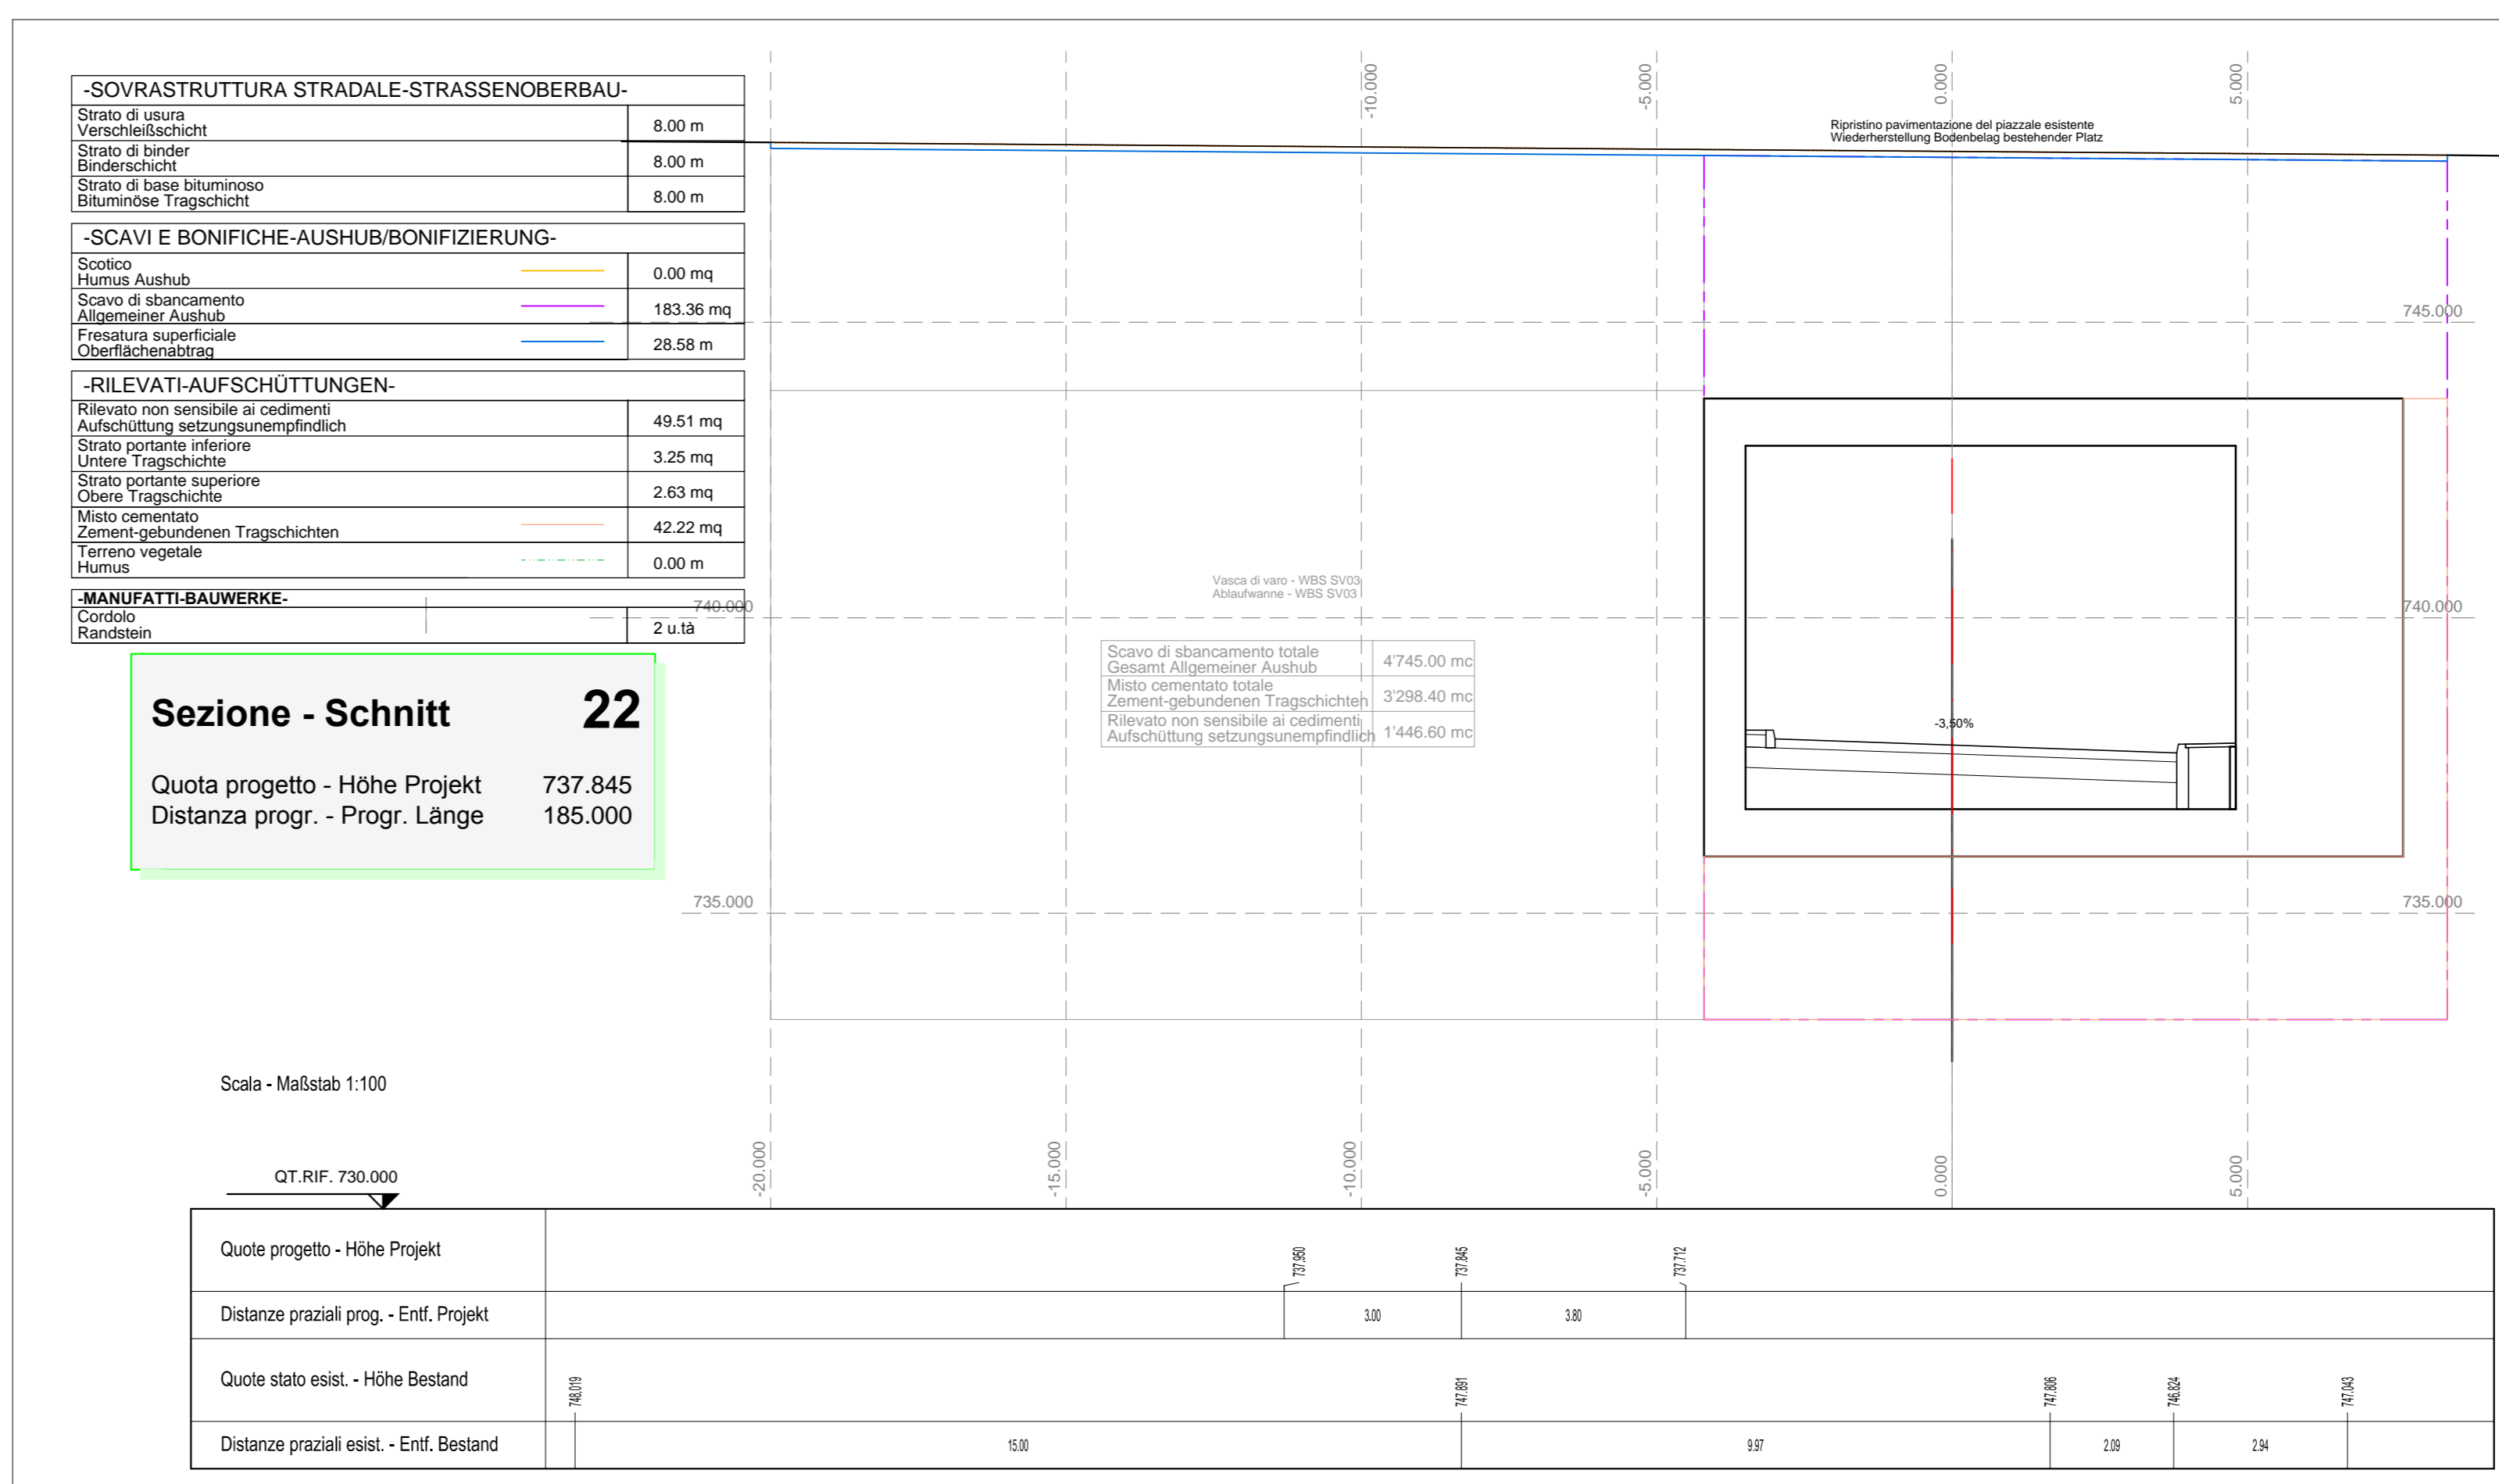 -SOVRASTRUTTURA STRADALE-STRASSENOBERBAU-
Strato di usura
Verschleißschicht
8.00 m
Strato di binder
Binderschicht
8.00 m
Strato di base bituminoso
Bituminöse Tragschicht
8.00 m
-SCAVI E BONIFICHE-AUSHUB/BONIFIZIERUNG-
Scotico
Humus Aushub
0.00 mq
Scavo di sbancamento
Allgemeiner Aushub
183.36 mq
Fresatura superficiale
Oberflächenabtrag
28.58 m
-RILEVATI-AUFSCHÜTTUNGEN-
Rilevato non sensibile ai cedimenti
Aufschüttung setzungsunempfindlich
49.51 mq
Strato portante inferiore
Untere Tragschichte
3.25 mq
Strato portante superiore
Obere Tragschichte
2.63 mq
Misto cementato
Zement-gebundenen Tragschichten
42.22 mq
Terreno vegetale
Humus
0.00 m
-MANUFATTI-BAUWERKE-
Cordolo
Randstein
2 u.tà
Sezione - Schnitt 22
Quota progetto - Höhe Projekt 737.845
Distanza progr. - Progr. Länge 185.000
-10.000
-5.000
0.000
5.000
Ripristino pavimentazione del piazzale esistente
Wiederherstellung Bodenbelag bestehender Platz
745.000
740.000
740.000
735.000
735.000
Vasca di varo - WBS SV03
Ablaufwanne - WBS SV03
Scavo di sbancamento totale
Gesamt Allgemeiner Aushub
4'745.00 mc
Misto cementato totale
Zement-gebundenen Tragschichten
3'298.40 mc
Rilevato non sensibile ai cedimenti
Aufschüttung setzungsunempfindlich
1'446.60 mc
-3,50%
Scala - Maßstab 1:100
QT.RIF. 730.000
-20.000
-15.000
-10.000
-5.000
0.000
5.000
Quote progetto - Höhe Projekt
737.950
737.845
737.712
Distanze praziali prog. - Entf. Projekt
3.00
3.80
Quote stato esist. - Höhe Bestand
748.019
747.891
747.806
746.824
747.043
Distanze praziali esist. - Entf. Bestand
15.00
9.97
2.09
2.94